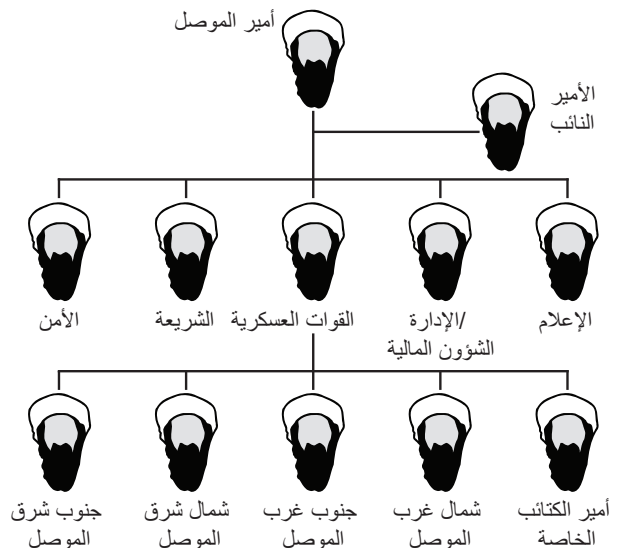 أمير الموصل
الأمير
النائب
الإعلام
الإدارة/
الشؤون المالية
القوات العسكرية
الشريعة
الأمن
أمير الكتائب
الخاصة
شمال غرب
الموصل
جنوب غرب
الموصل
شمال شرق
الموصل
جنوب شرق
الموصل